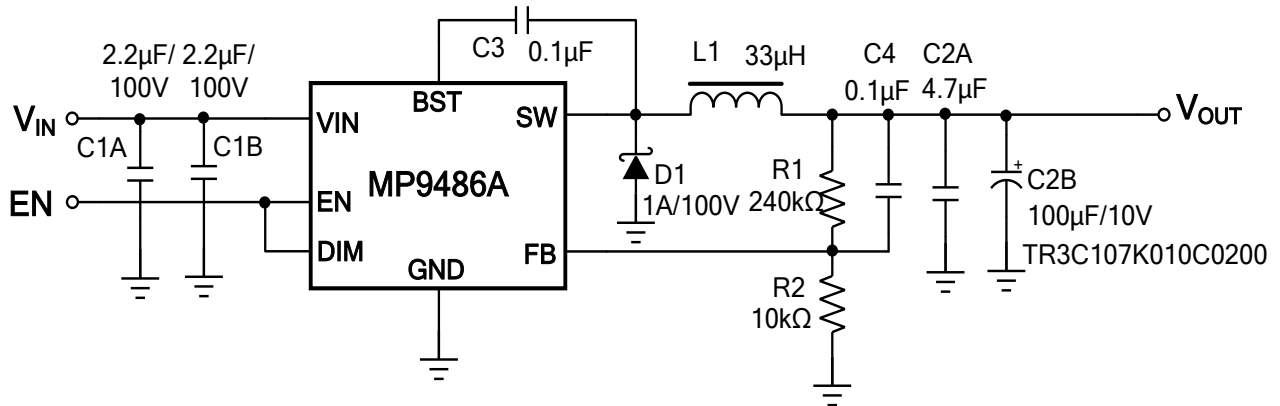 C3 0.1µF
L1 33µH
C4
0.1µF
C2A
4.7µF
2.2µF/
100V
2.2µF/
100V
VIN
C1A
C1B
EN
VIN
EN
DIM
BST
MP9486A
GND
SW
FB
D1
1A/100V
R1
240kΩ
R2
10kΩ
+
C2B
100µF/10V
TR3C107K010C0200
VOUT